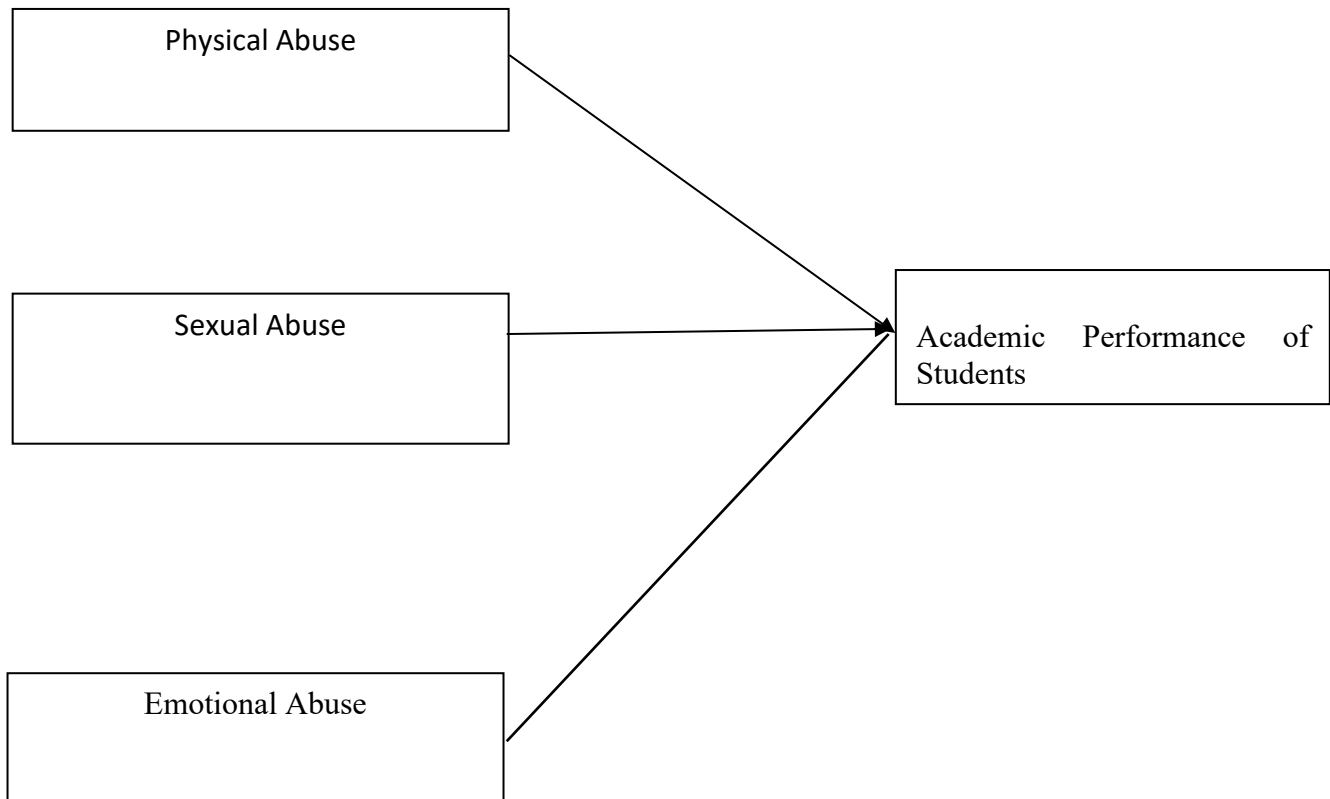 Physical Abuse
Sexual Abuse
Academic Performance of
Students
Emotional Abuse